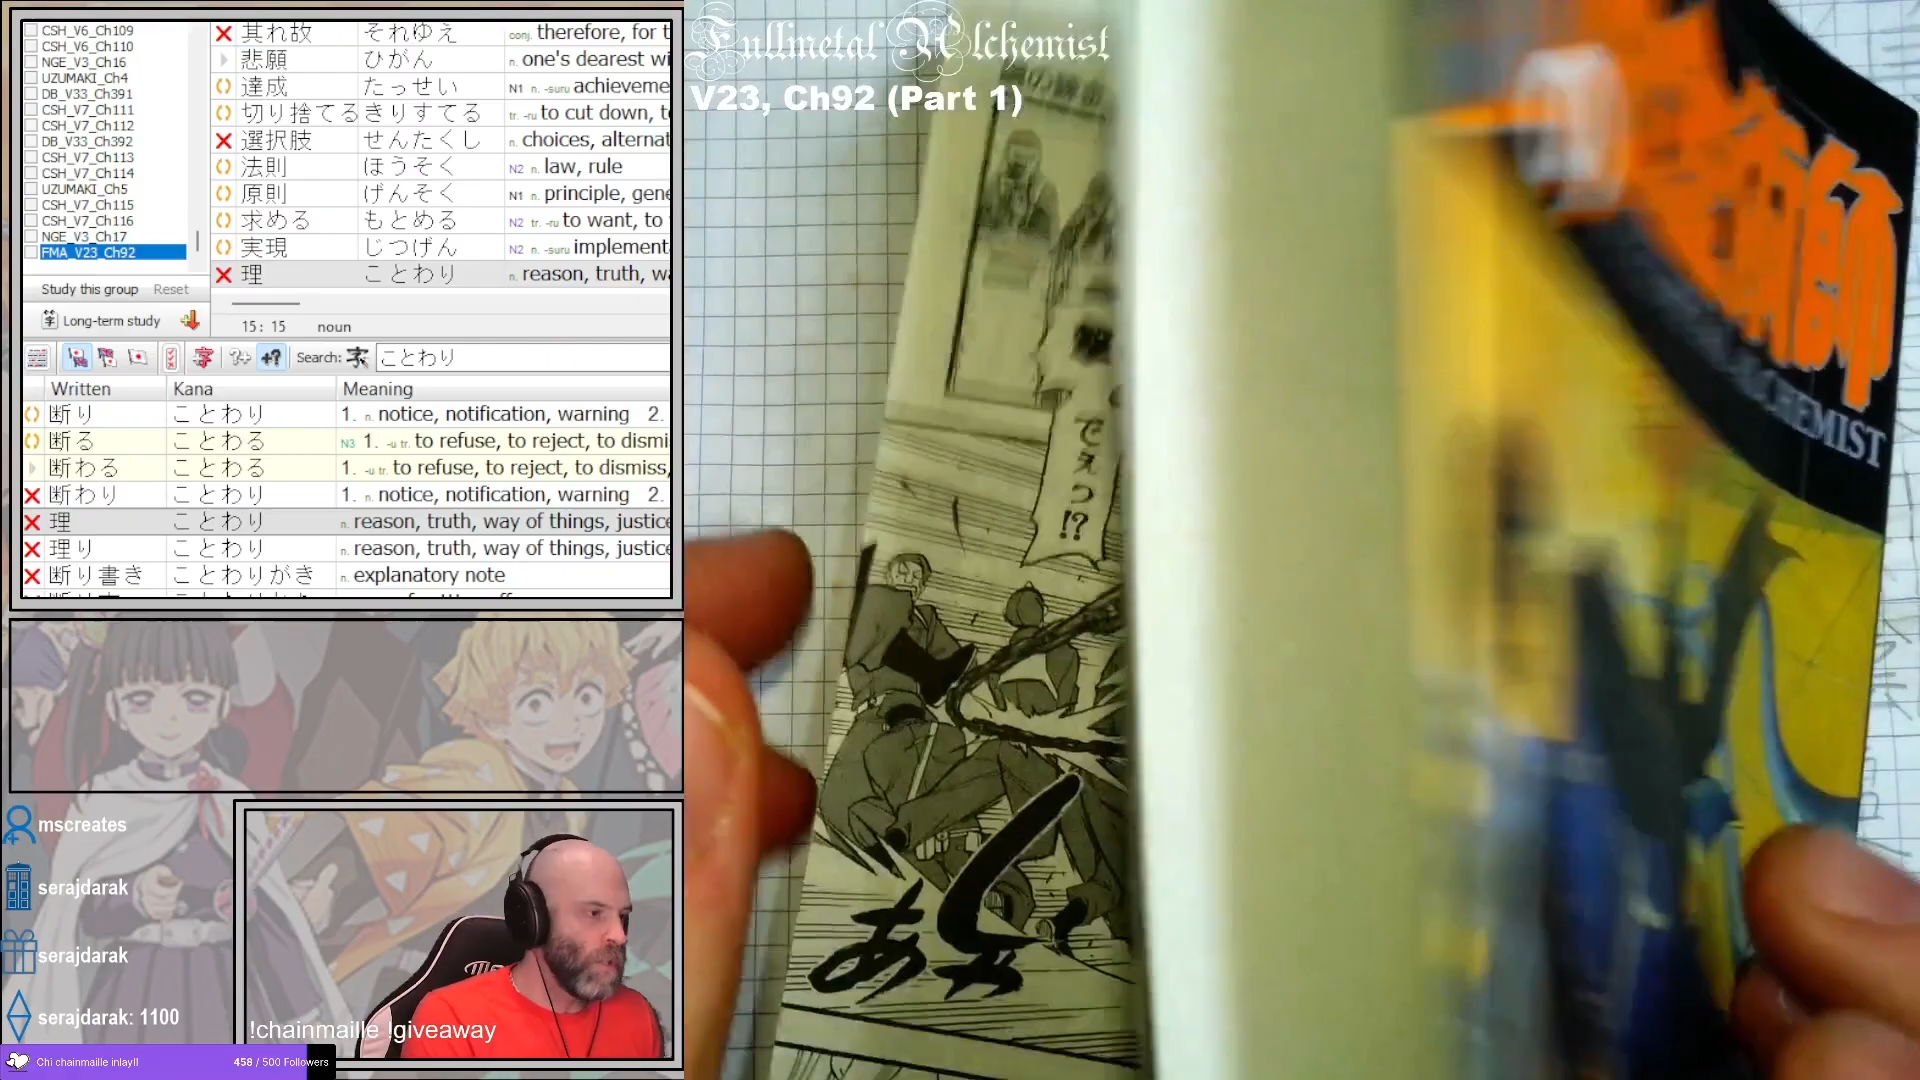 CSH_V6_Ch109
CSH_V6_Ch110
NGE_V3_Ch16
UZUMAKI_Ch4
DB_V33_Ch391
CSH_V7_Ch111
CSH_V7_Ch112
DB_V33_Ch392
CSH_V7_Ch113
CSH_V7_Ch114
UZUMAKI_Ch5
CSH_V7_Ch115
CSH_V7_Ch116
NGE_V3_Ch17
FMA_V23_Ch92
Study this group Reset
Long-term study
其れ故 それゆえ conj. therefore, for t
悲願 ひがん n. one's dearest wi
達成 たっせい N1 n. -suru achieveme
切り捨てる きりすてる tr. -ru to cut down, t
選択肢 せんたくし n. choices, alternat
法則 ほうそく N2 n. law, rule
原則 げんそく N1 n. principle, gene
求める もとめる N2 tr. -ru to want, to
実現 じつげん N2 n. -suru implement
理 ことわり n. reason, truth, wa
15: 15 noun
Search: ことわり
Written Kana Meaning
断り ことわり 1. n. notice, notification, warning 2.
断る ことわる N3 1. -u tr. to refuse, to reject, to dismi
断わる ことわる 1. -u tr. to refuse, to reject, to dismiss,
断わり ことわり 1. n. notice, notification, warning 2.
理 ことわり n. reason, truth, way of things, justice
理り ことわり n. reason, truth, way of things, justice
断り書き ことわりがき n. explanatory note
mscreates
serajdarak
serajdarak
serajdarak: 1100
Chi chainmaille inlay!!
458 / 500 Followers
!chainmaille !giveaway
Fullmetal Alchemist
V23, Ch92 (Part 1)
でえっ!?
ALCHEMIST